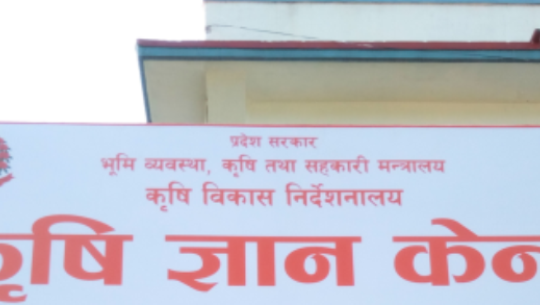 प्रदेश सरकार
भूमि व्यवस्था, कृषि तथा सहकारी मन्त्रालय
कृषि विकास निर्देशनालय
कृषि ज्ञान केन